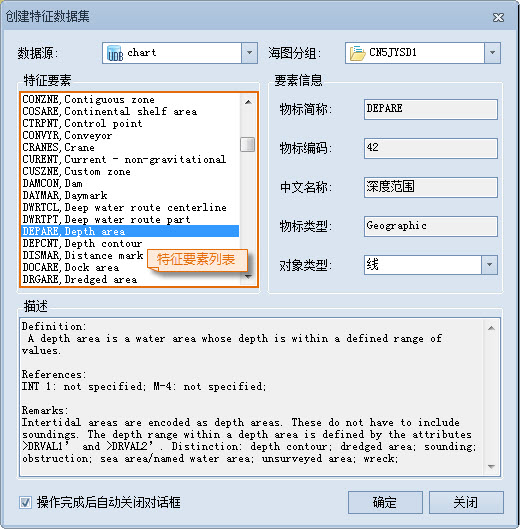 创建特征数据集
数据源: chart 海图分组: CN5JYSD1
特征要素
CONZNE,Contiguous zone
COSARE,Continental shelf area
CTRPNT,Control point
CONVYR,Conveyor
CRANES,Crane
CURENT,Current - non-gravitational
CUSZNE,Custom zone
DAMCON,Dam
DAYMAR,Daymark
DWRTCL,Deep water route centerline
DWRTPT,Deep water route part
DEPARE,Depth area
DEPCNT,Depth contour
DISMAR,Distance mark
DOCARE,Dock area
DRGARE,Dredged area
特征要素列表
要素信息
物标简称: DEPARE
物标编码: 42
中文名称: 深度范围
物标类型: Geographic
对象类型: 线
描述
Definition:
A depth area is a water area whose depth is within a defined range of
values.
References:
INT 1: not specified; M-4: not specified;
Remarks:
Intertidal areas are encoded as depth areas. These do not have to include
soundings. The depth range within a depth area is defined by the attributes
>DRVAL1’ and >DRVAL2’. Distinction: depth contour; dredged area; sounding;
obstruction; sea area/named water area; unsurveyed area; wreck;
操作完成后自动关闭对话框 确定 关闭